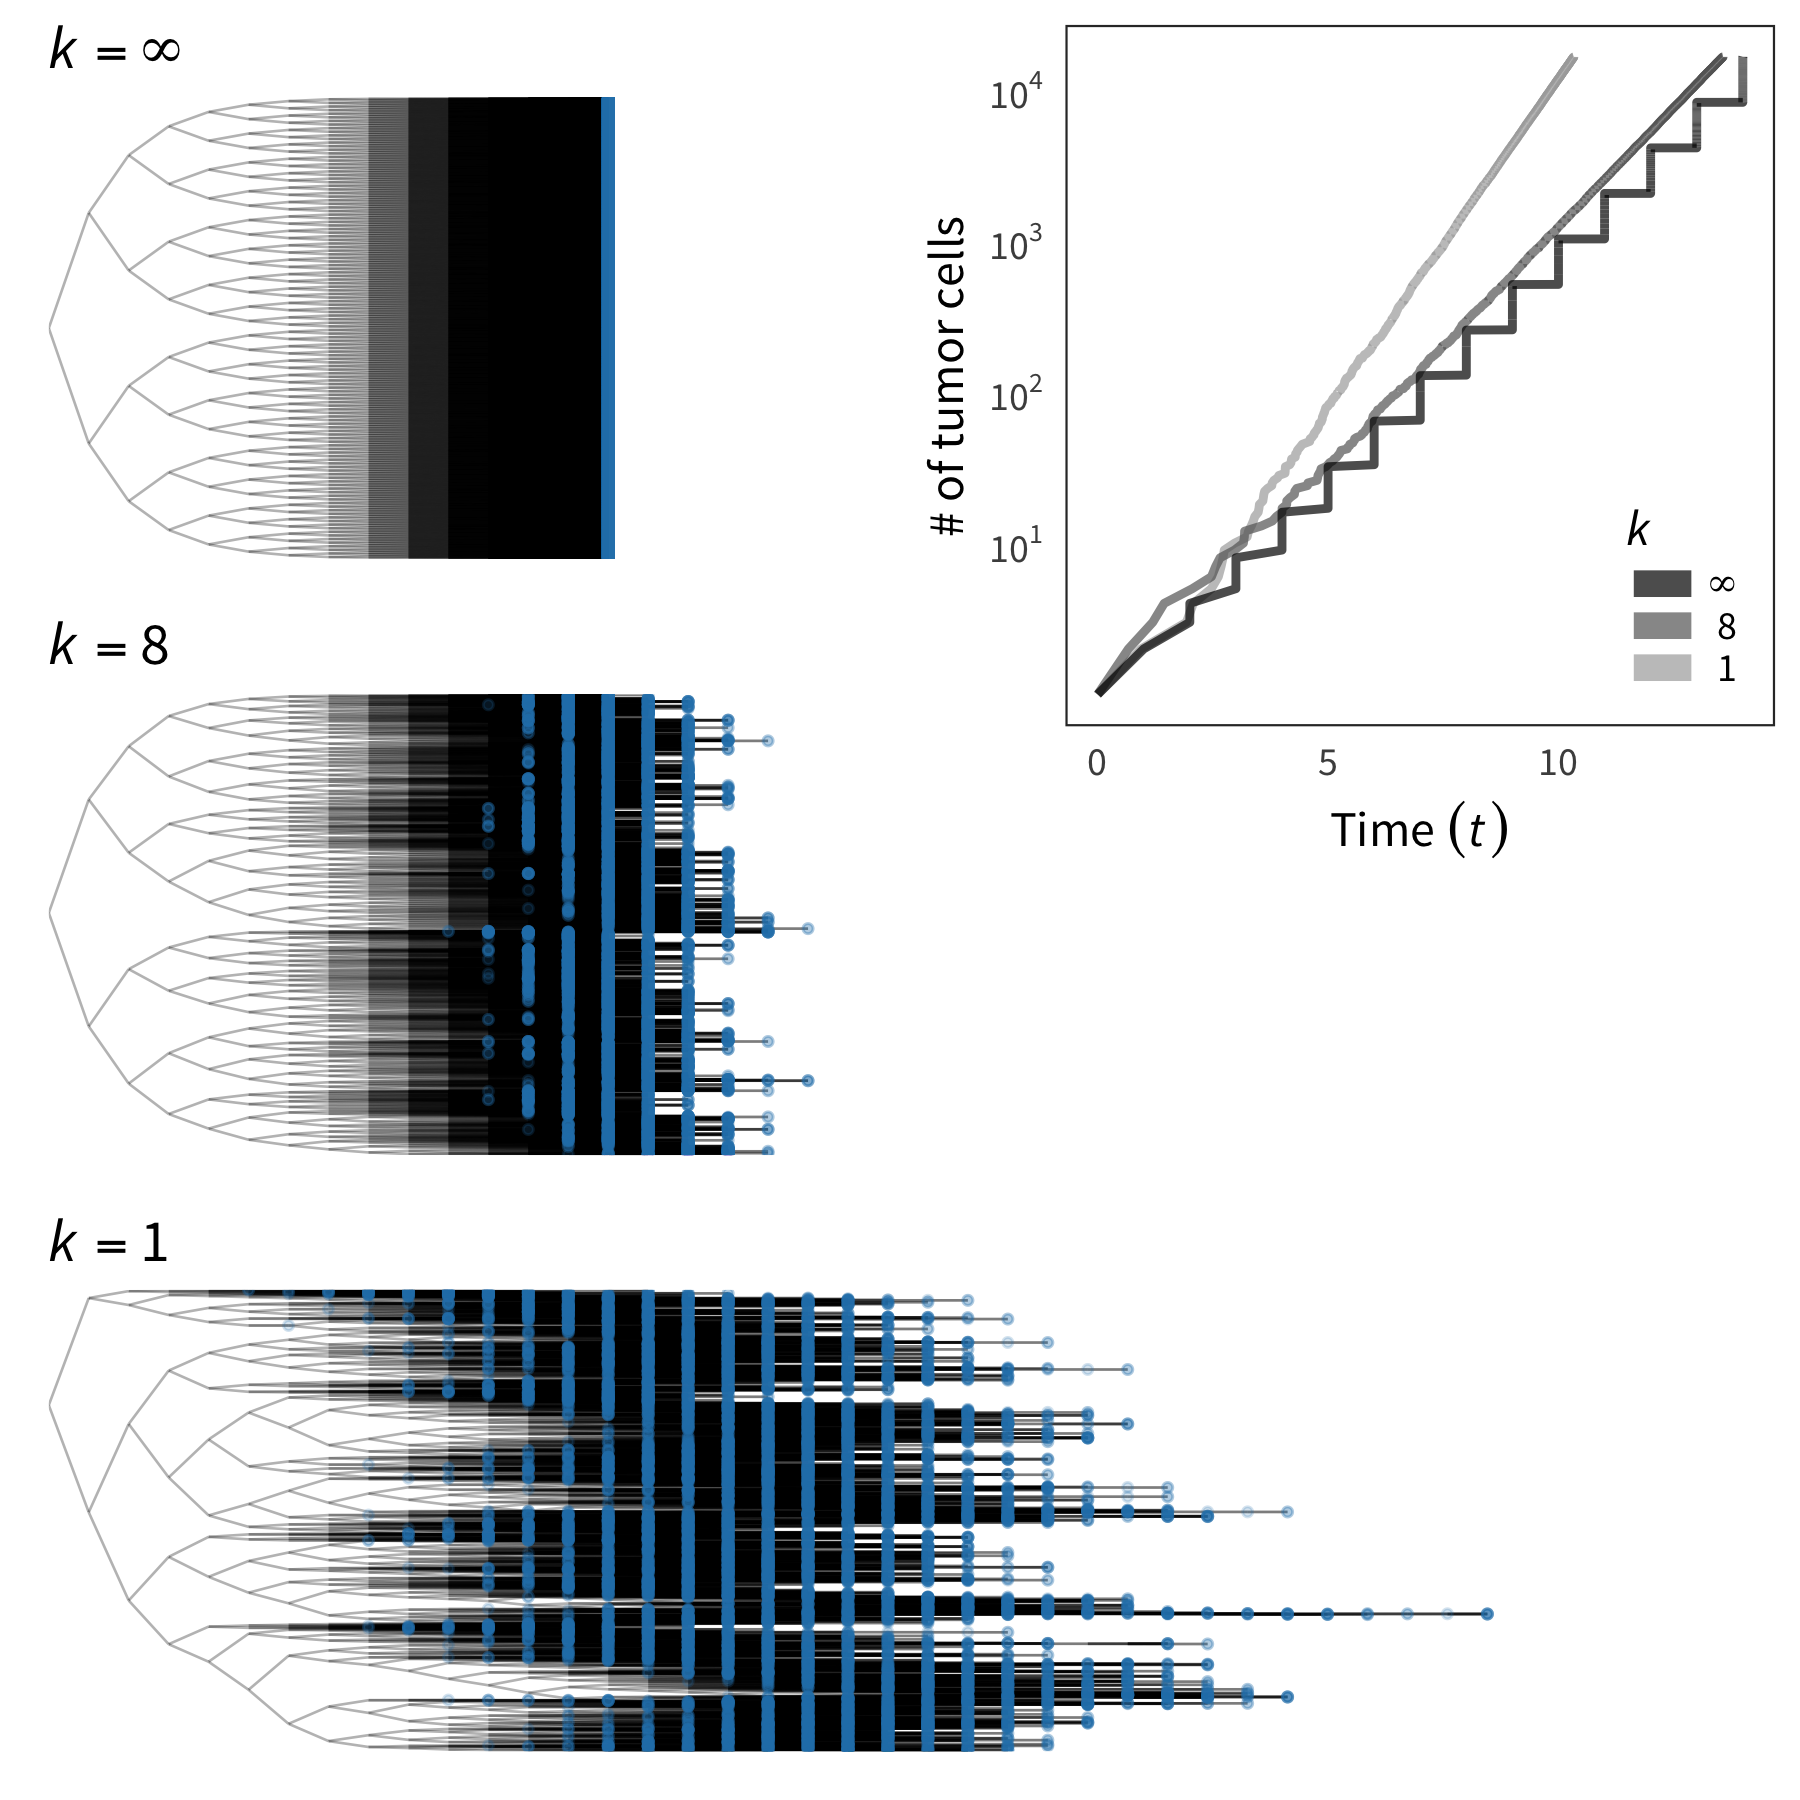 k = ∞
10⁴
10³
10²
10¹
# of tumor cells
k
∞
8
1
0 5 10
Time (t)
k = 8
k = 1